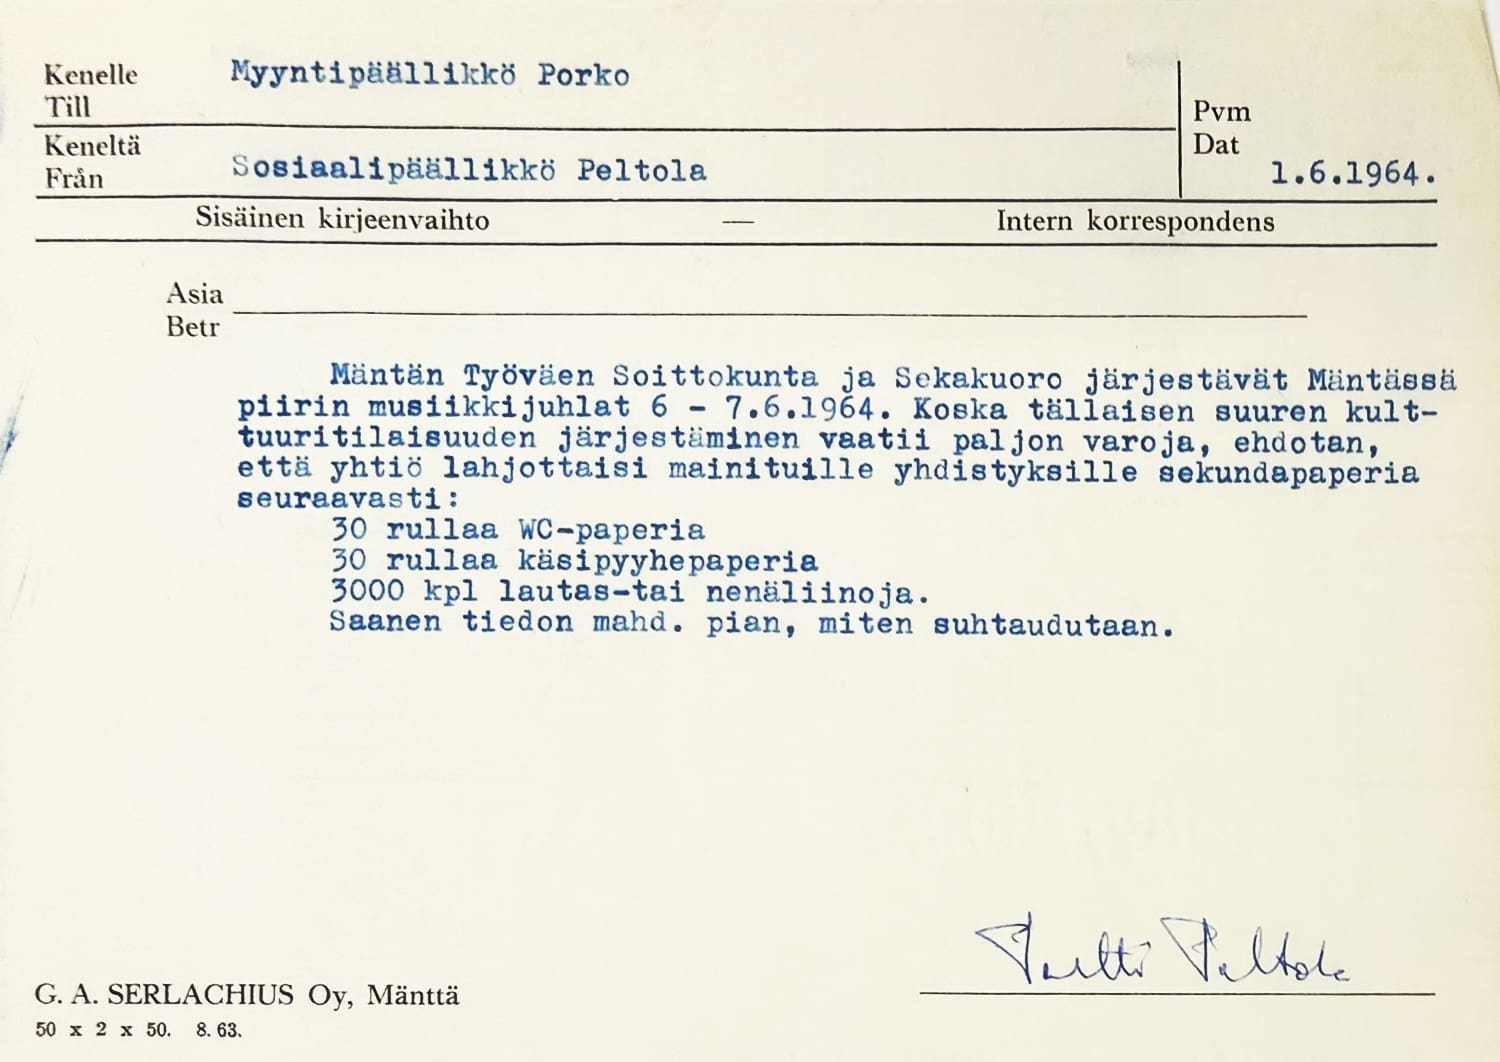 Kenelle
Till
Myyntipäällikkö Porko
Keneltä
Från
Sosiaalipäällikkö Peltola
Pvm
Dat
1.6.1964.
Sisäinen kirjeenvaihto — Intern korrespondens
Asia
Betr
Mäntän Työväen Soittokunta ja Sekakuoro järjestävät Mäntässä
piirin musiikkijuhlat 6 - 7.6.1964. Koska tällaisen suuren kult-
tuuritilaisuuden järjestäminen vaatii paljon varoja, ehdotan,
että yhtiö lahjottaisi mainituille yhdistyksille sekundapaperia
seuraavasti:
30 rullaa WC-paperia
30 rullaa käsipyyhepaperia
3000 kpl lautas-tai nenäliinoja.
Saanen tiedon mahd. pian, miten suhtaudutaan.
Peltola
G. A. SERLACHIUS Oy, Mänttä
50 x 2 x 50. 8. 63.